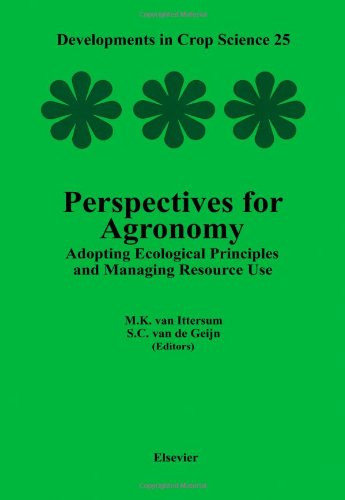 Developments in Crop Science 25
Perspectives for
Agronomy
Adopting Ecological Principles
and Managing Resource Use
M.K. van Ittersum
S.C. van de Geijn
(Editors)
Elsevier